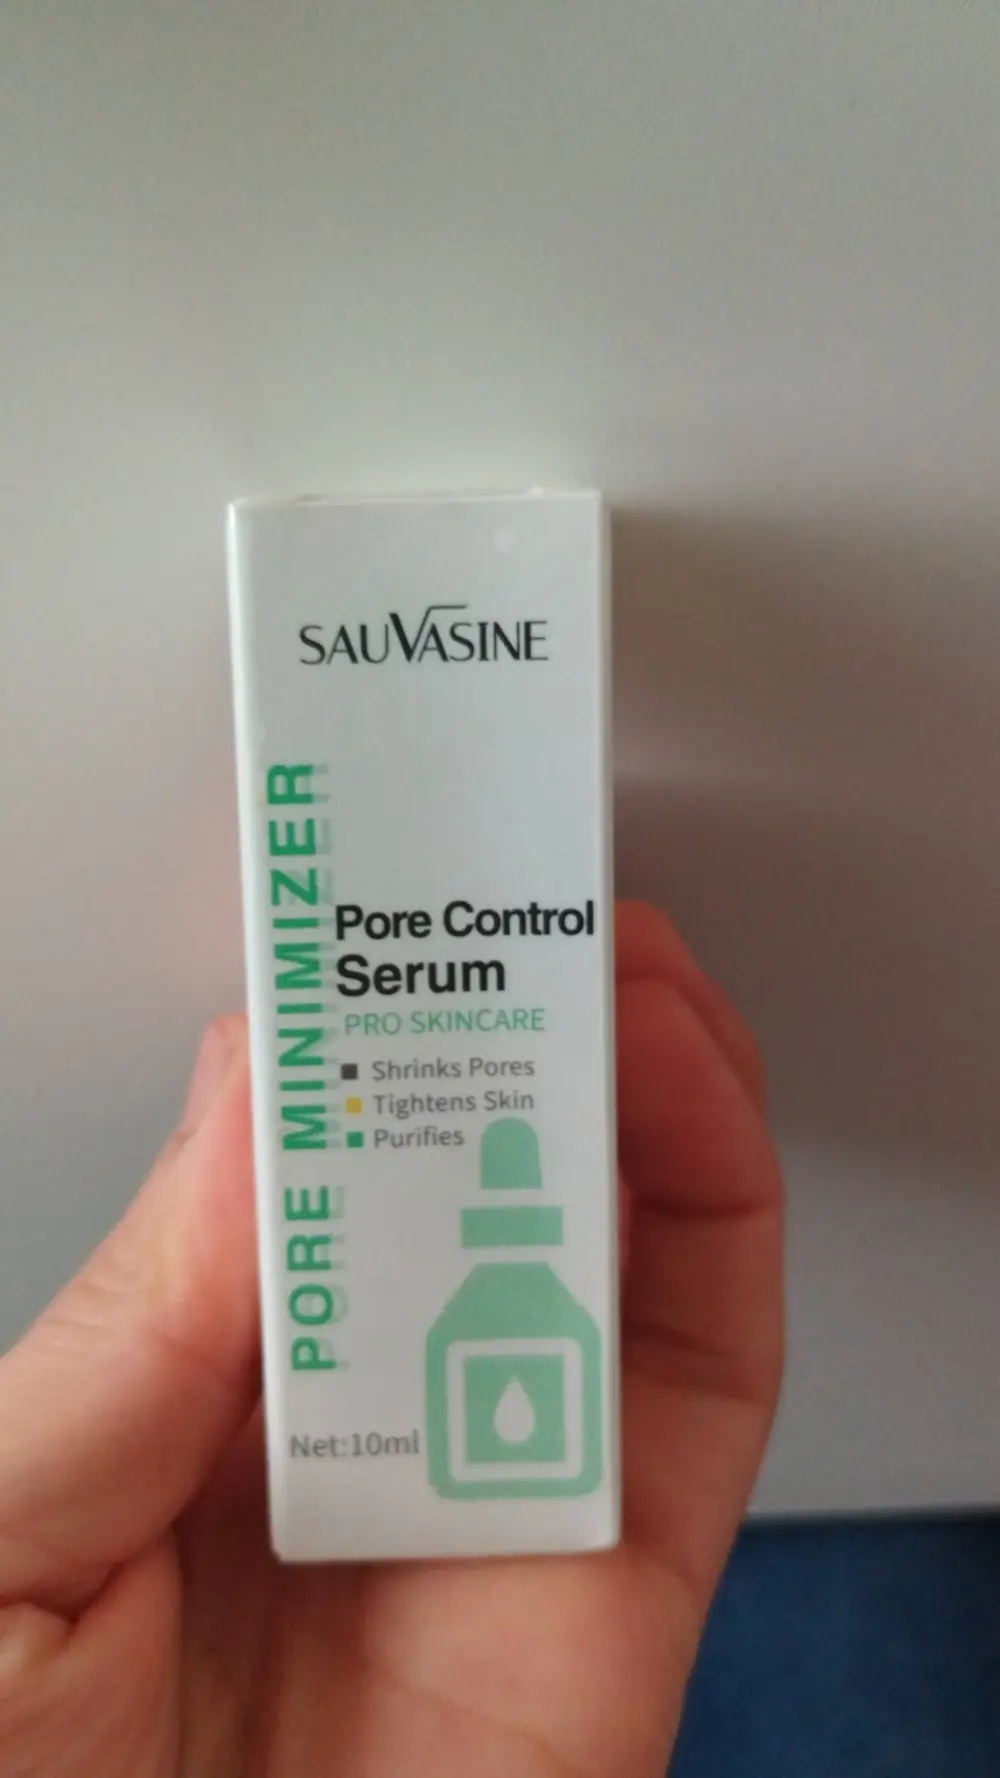 SAUVASINE
PORE MINIMIZER
Pore Control
Serum
PRO SKINCARE
Shrinks Pores
Tightens Skin
Purifies
Net:10ml